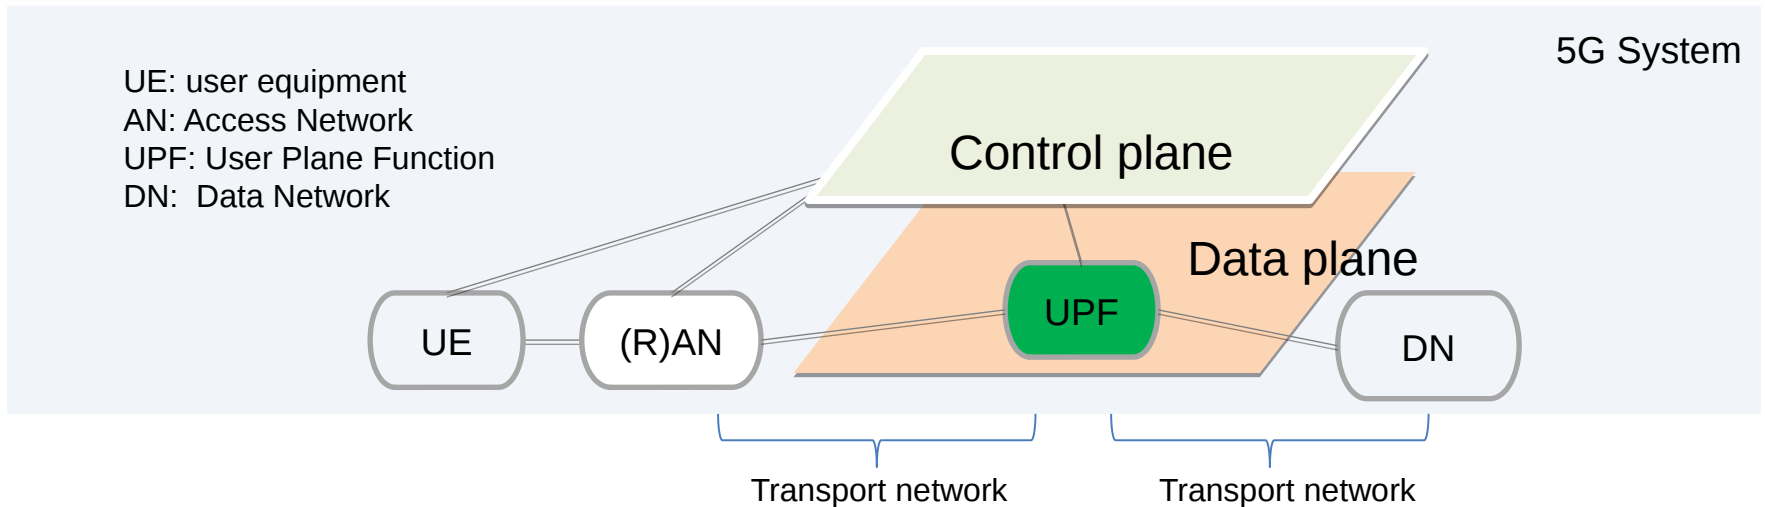 5G System
UE: user equipment
AN: Access Network
UPF: User Plane Function
DN:  Data Network
Control plane
Data plane
UE
(R)AN
UPF
DN
Transport network
Transport network